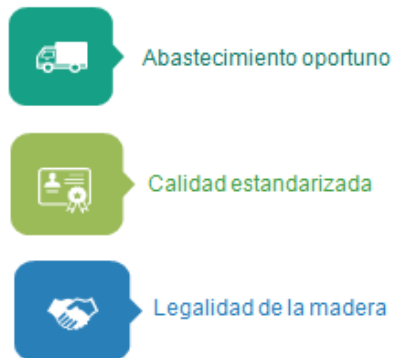 Abastecimiento oportuno
Calidad estandarizada
Legalidad de la madera